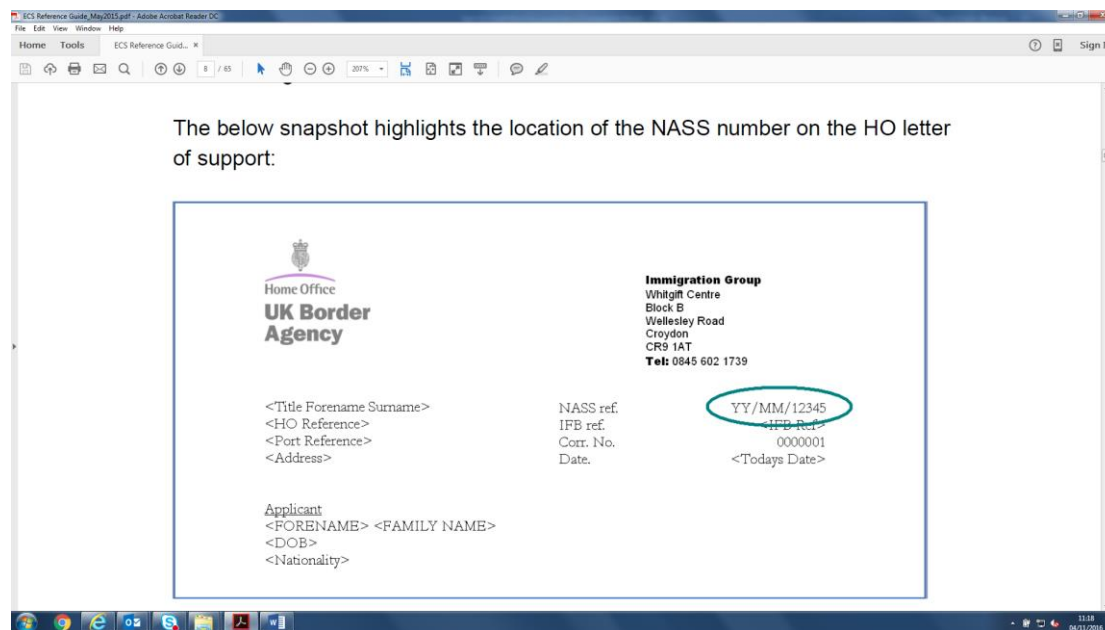 ECS Reference Guide_May2015.pdf - Adobe Acrobat Reader DC
File Edit View Window Help
Home Tools ECS Reference Guid... × Sign I
8 / 65 207%
The below snapshot highlights the location of the NASS number on the HO letter
of support:
Home Office
UK Border
Agency
Immigration Group
Whitgift Centre
Block B
Wellesley Road
Croydon
CR9 1AT
Tel: 0845 602 1739
<Title Forename Surname> NASS ref. YY/MM/12345
<HO Reference> IFB ref. <IFB Ref>
<Port Reference> Corr. No. 0000001
<Address> Date. <Todays Date>
Applicant
<FORENAME> <FAMILY NAME>
<DOB>
<Nationality>
11:18
04/11/2016